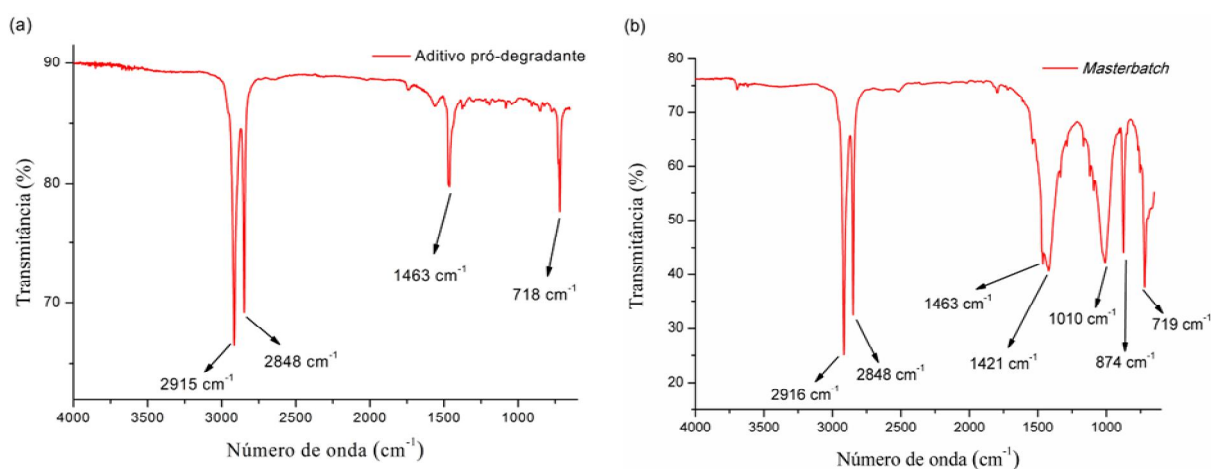 (a)
Aditivo pró-degradante
90
80
70
Transmitância (%)
1463 cm⁻¹
718 cm⁻¹
2848 cm⁻¹
2915 cm⁻¹
4000 3500 3000 2500 2000 1500 1000
Número de onda (cm⁻¹)
(b)
Masterbatch
80
70
60
50
40
30
20
Transmitância (%)
1463 cm⁻¹
1010 cm⁻¹
719 cm⁻¹
2848 cm⁻¹
1421 cm⁻¹
874 cm⁻¹
2916 cm⁻¹
4000 3500 3000 2500 2000 1500 1000
Número de onda (cm⁻¹)